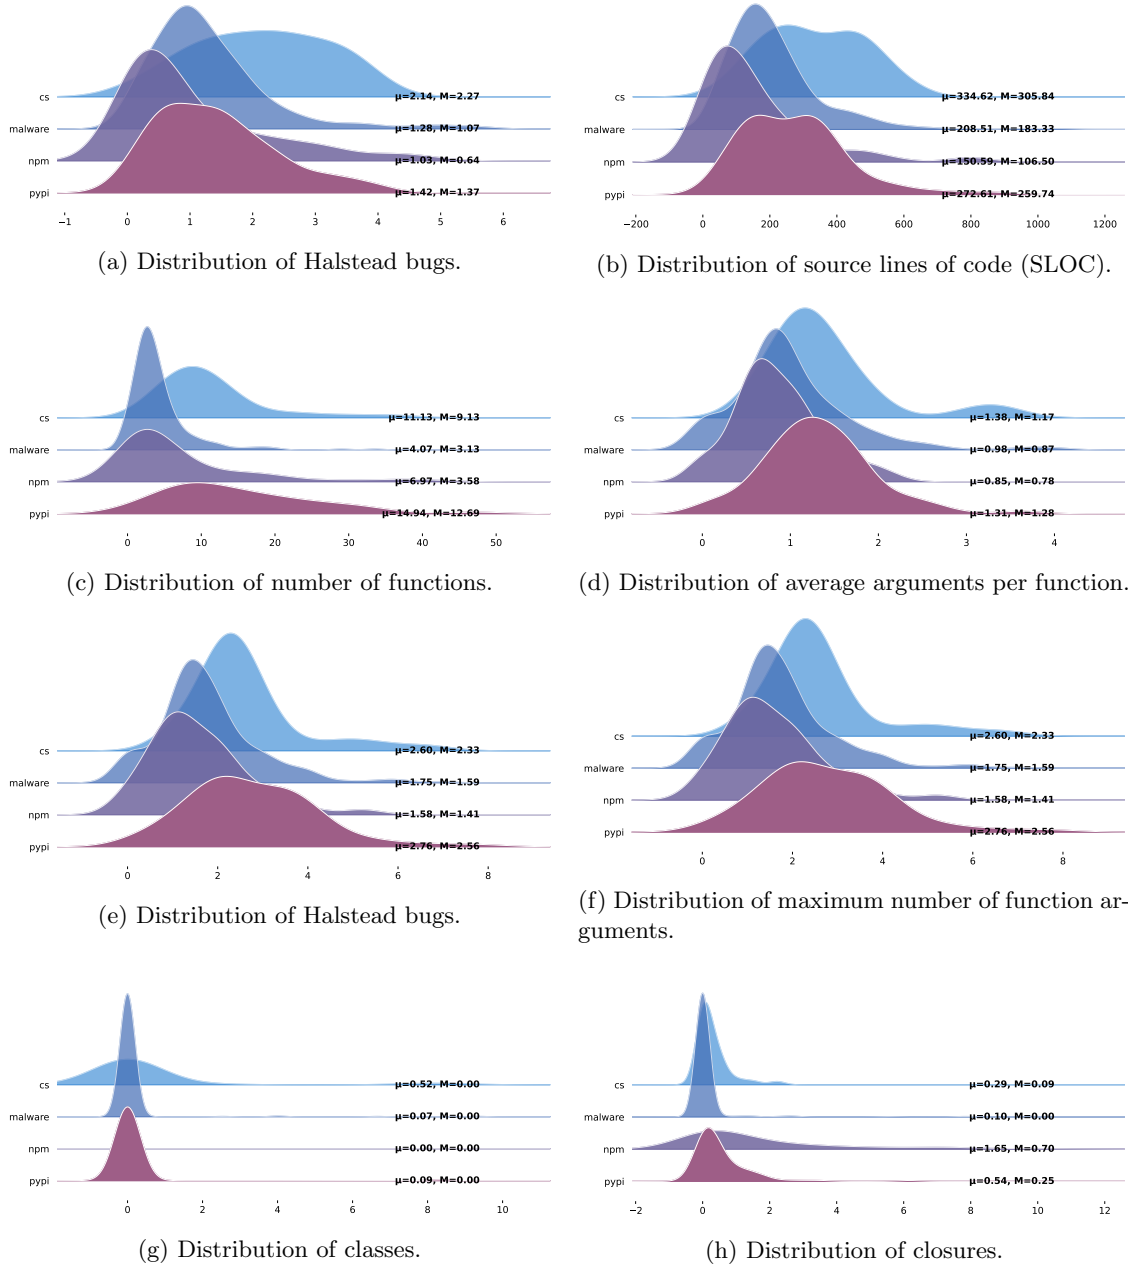 cs
μ=2.14, M=2.27
malware
μ=1.28, M=1.07
npm
μ=1.03, M=0.64
pypi
μ=1.42, M=1.37
−1 0 1 2 3 4 5 6
(a) Distribution of Halstead bugs.
cs
μ=334.62, M=305.84
malware
μ=208.51, M=183.33
npm
μ=150.59, M=106.50
pypi
μ=272.61, M=259.74
−200 0 200 400 600 800 1000 1200
(b) Distribution of source lines of code (SLOC).
cs
μ=11.13, M=9.13
malware
μ=4.07, M=3.13
npm
μ=6.97, M=3.58
pypi
μ=14.94, M=12.69
0 10 20 30 40 50
(c) Distribution of number of functions.
cs
μ=1.38, M=1.17
malware
μ=0.98, M=0.87
npm
μ=0.85, M=0.78
pypi
μ=1.31, M=1.28
0 1 2 3 4
(d) Distribution of average arguments per function.
cs
μ=2.60, M=2.33
malware
μ=1.75, M=1.59
npm
μ=1.58, M=1.41
pypi
μ=2.76, M=2.56
0 2 4 6 8
(e) Distribution of Halstead bugs.
cs
μ=2.60, M=2.33
malware
μ=1.75, M=1.59
npm
μ=1.58, M=1.41
pypi
μ=2.76, M=2.56
0 2 4 6 8
(f) Distribution of maximum number of function ar-
guments.
cs
μ=0.52, M=0.00
malware
μ=0.07, M=0.00
npm
μ=0.00, M=0.00
pypi
μ=0.09, M=0.00
0 2 4 6 8 10
(g) Distribution of classes.
cs
μ=0.29, M=0.09
malware
μ=0.10, M=0.00
npm
μ=1.65, M=0.70
pypi
μ=0.54, M=0.25
−2 0 2 4 6 8 10 12
(h) Distribution of closures.